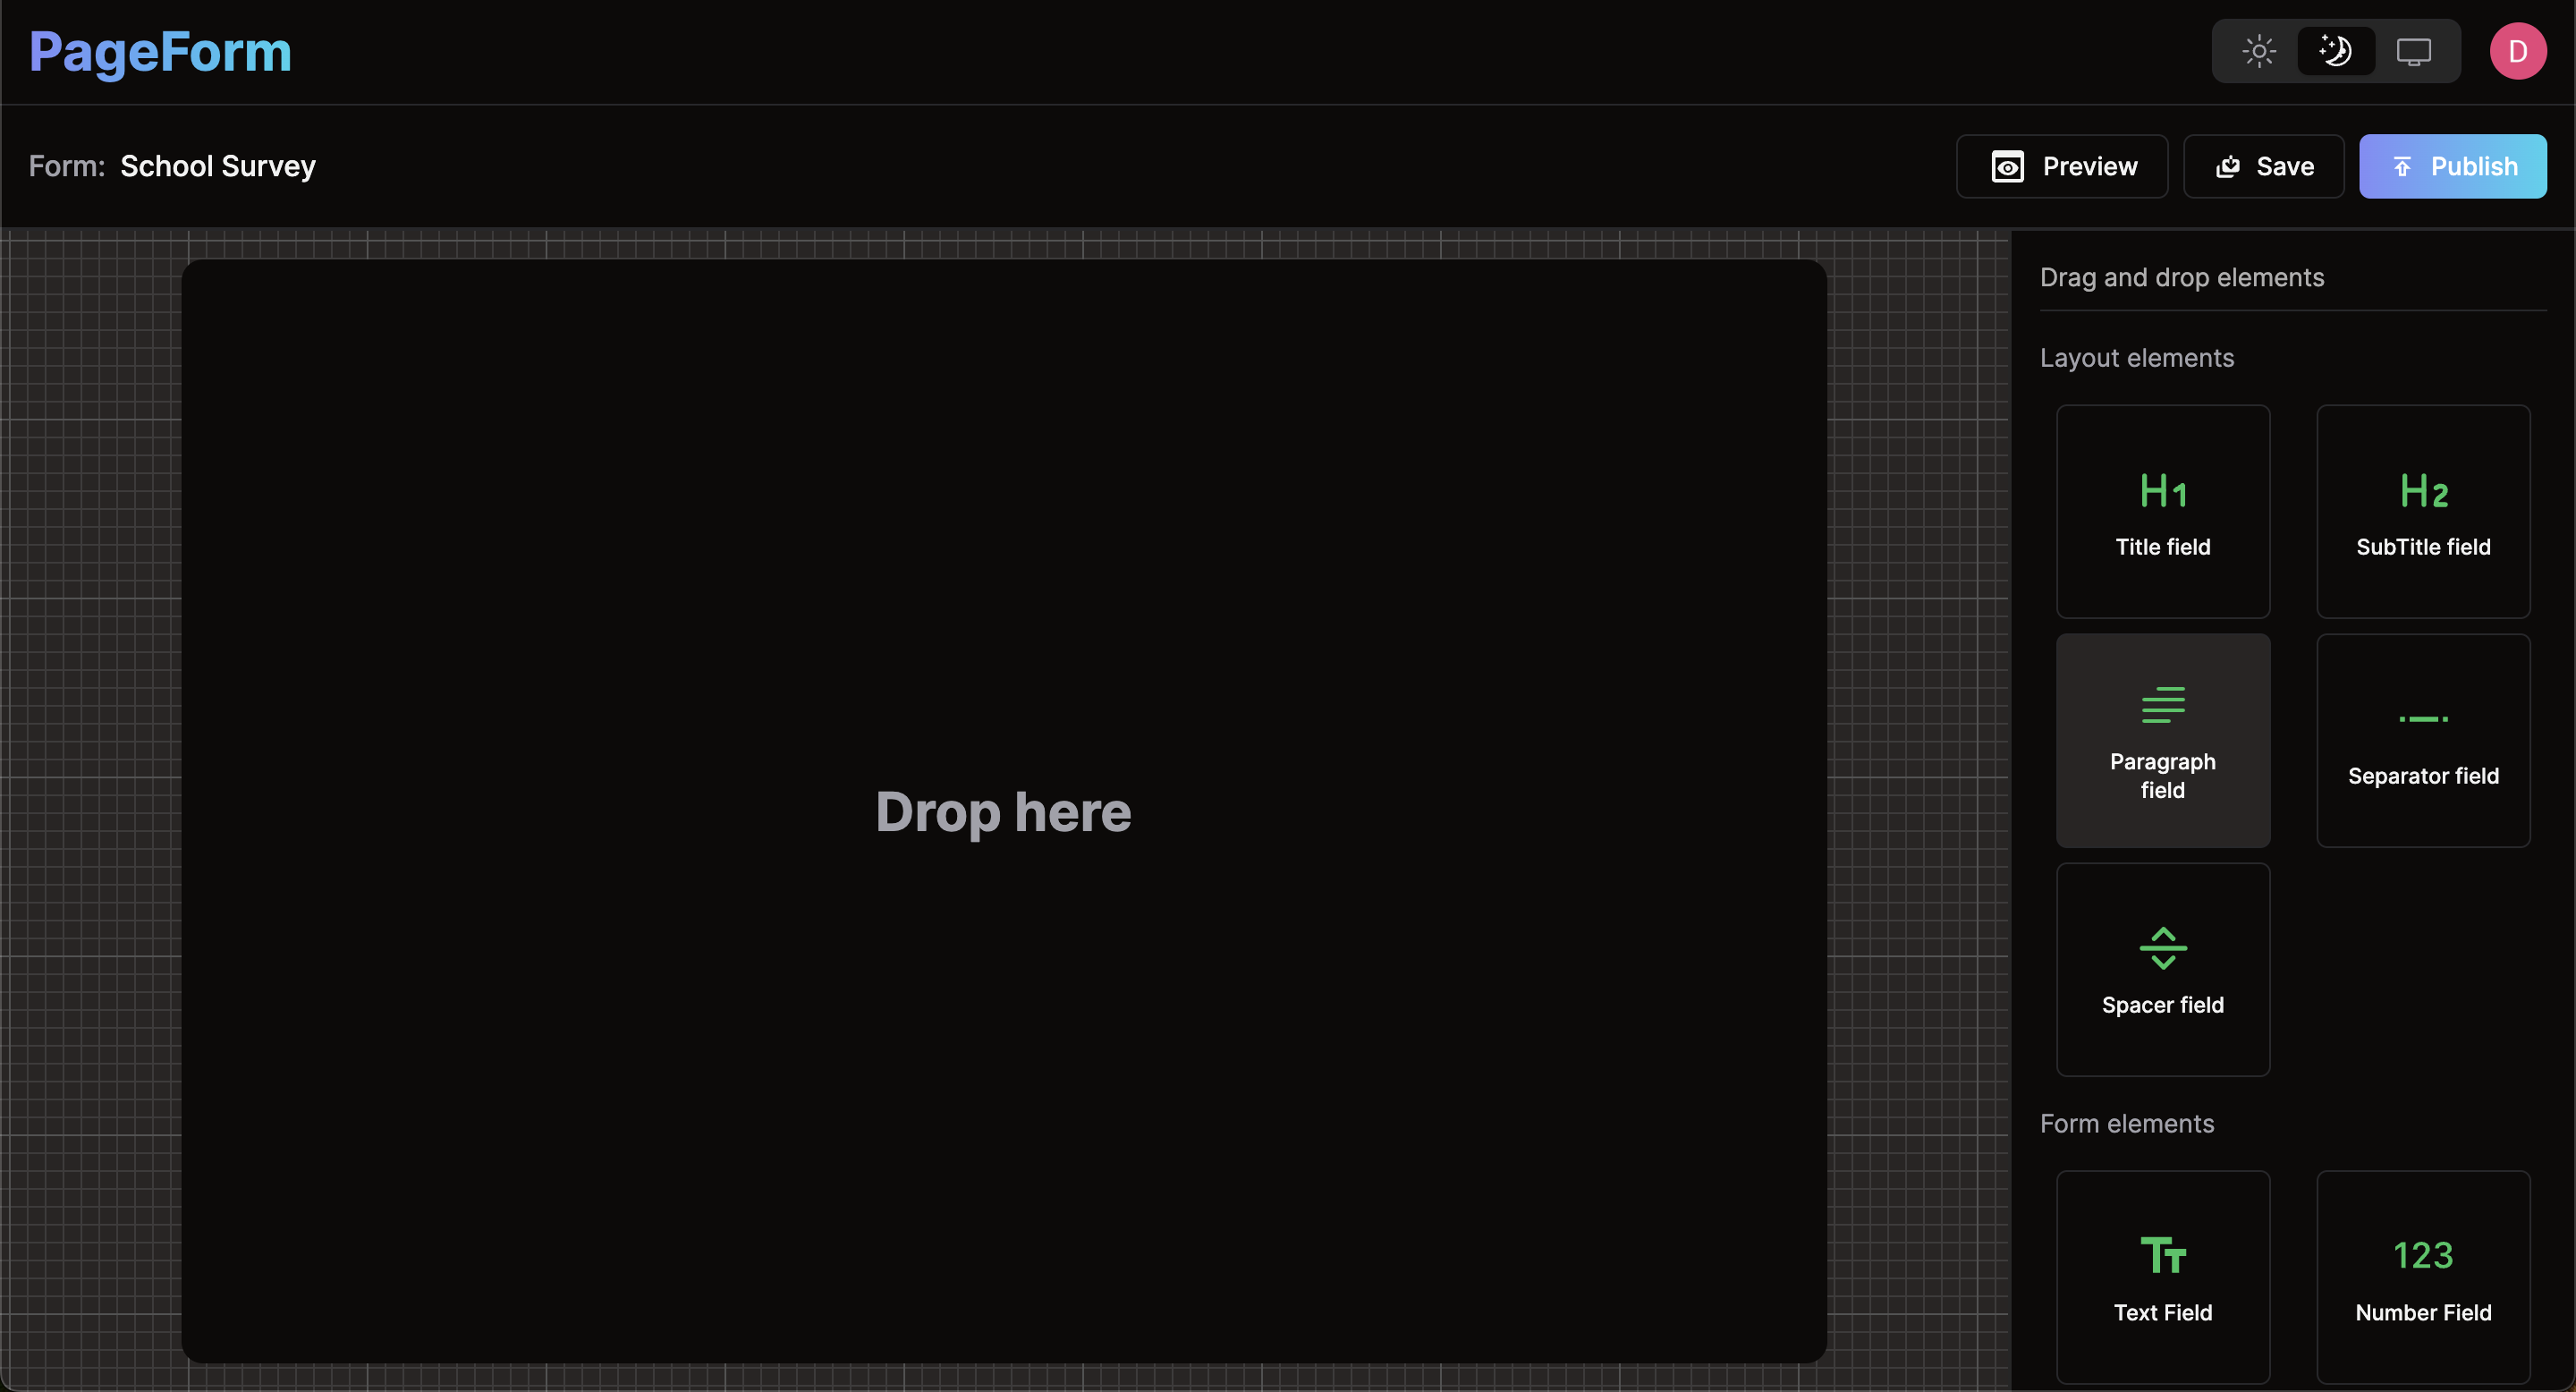 PageForm
D
Form: School Survey
Preview
Save
Publish
Drop here
Drag and drop elements
Layout elements
H1
Title field
H2
SubTitle field
Paragraph
field
Separator field
Spacer field
Form elements
TT
Text Field
123
Number Field